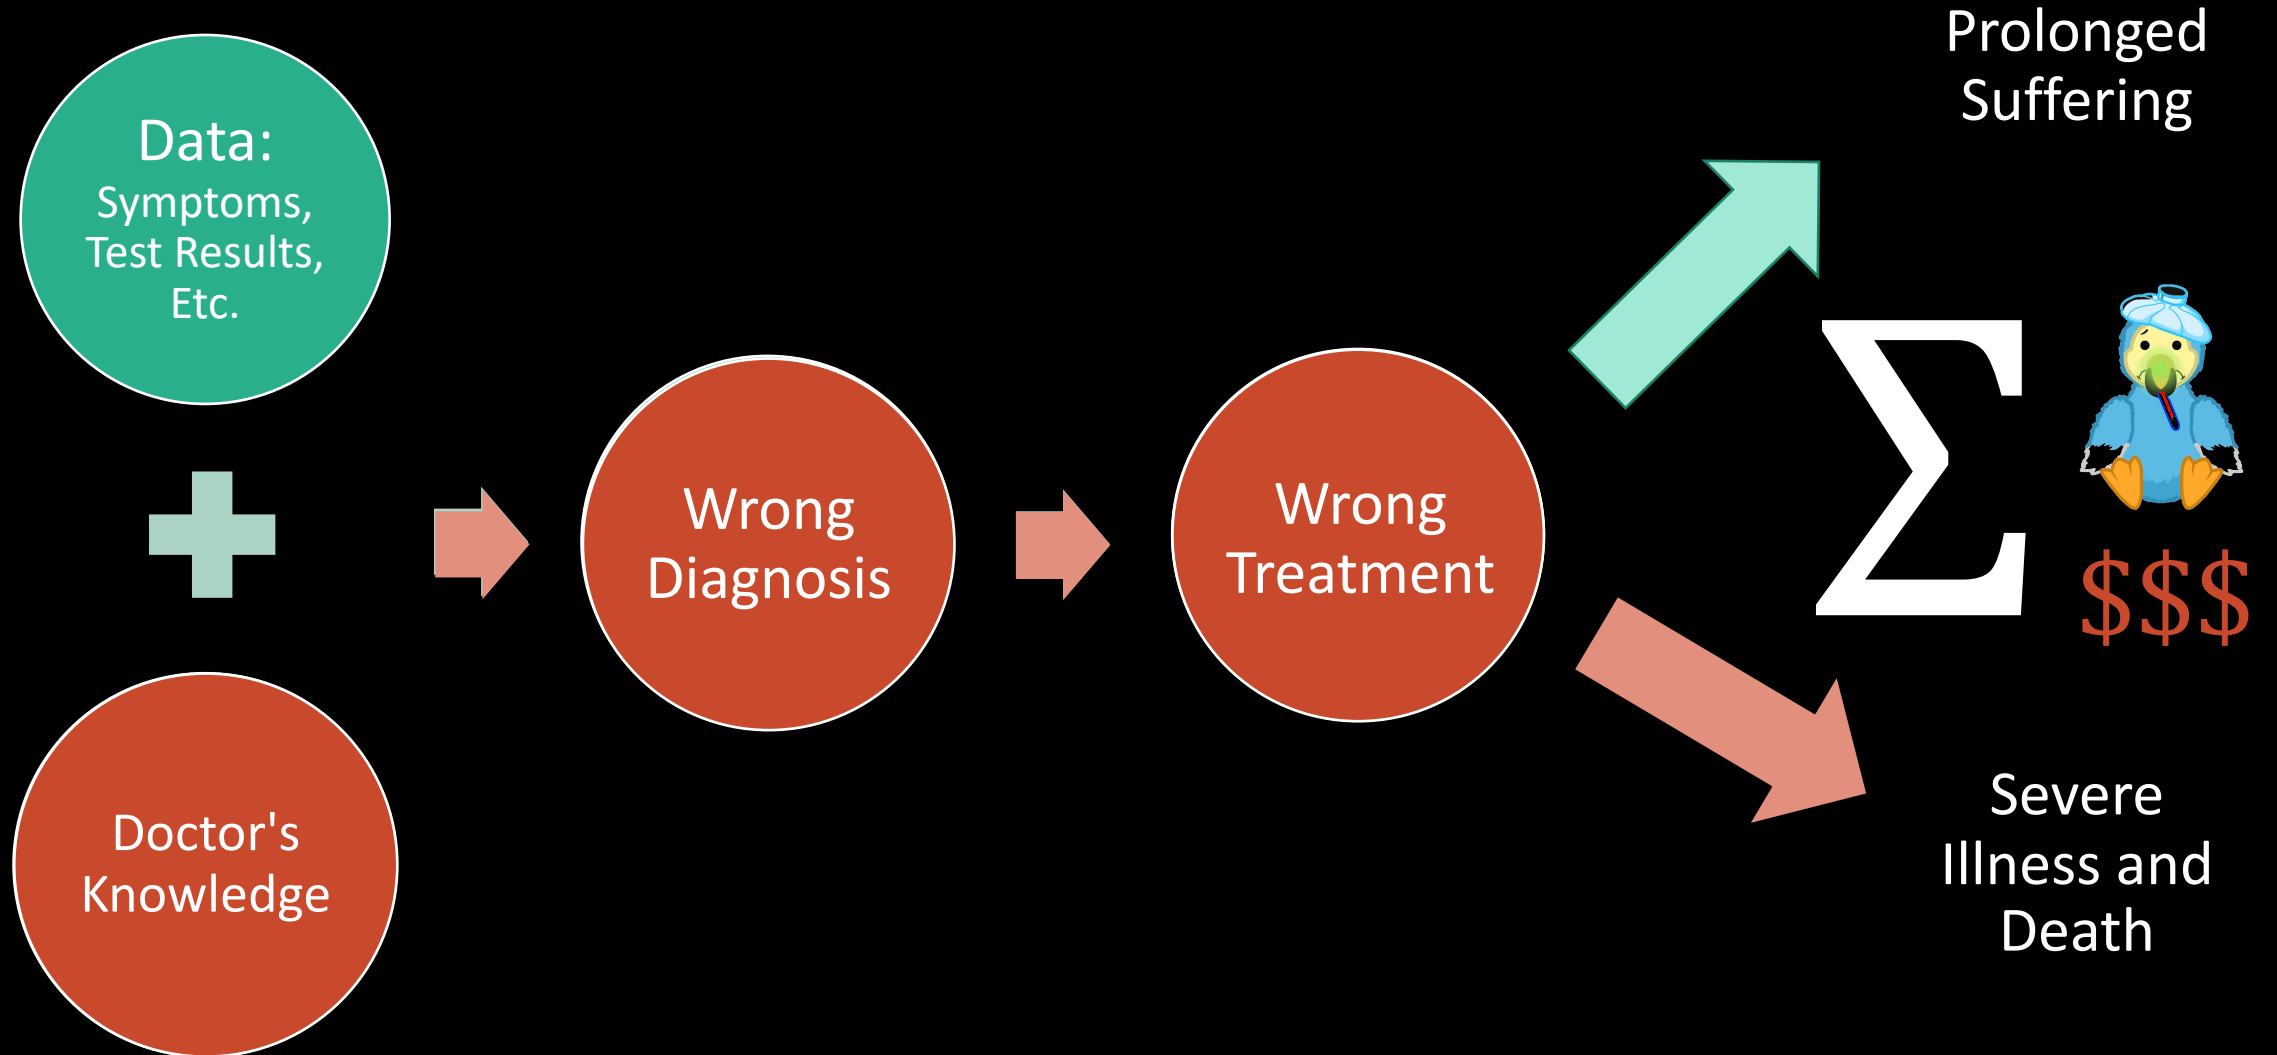 Data:
Symptoms,
Test Results,
Etc.
Doctor's
Knowledge
Wrong
Diagnosis
Wrong
Treatment
Prolonged
Suffering
Σ
$$$
Severe
Illness and
Death